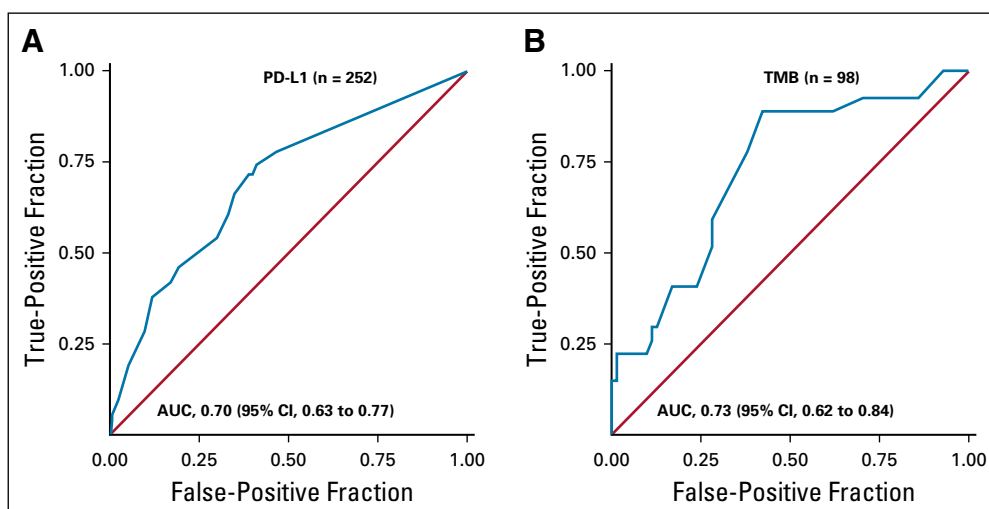 A
PD-L1 (n = 252)
True-Positive Fraction
1.00
0.75
0.50
0.25
AUC, 0.70 (95% CI, 0.63 to 0.77)
0.00 0.25 0.50 0.75 1.00
False-Positive Fraction
B
TMB (n = 98)
True-Positive Fraction
1.00
0.75
0.50
0.25
AUC, 0.73 (95% CI, 0.62 to 0.84)
0.00 0.25 0.50 0.75 1.00
False-Positive Fraction